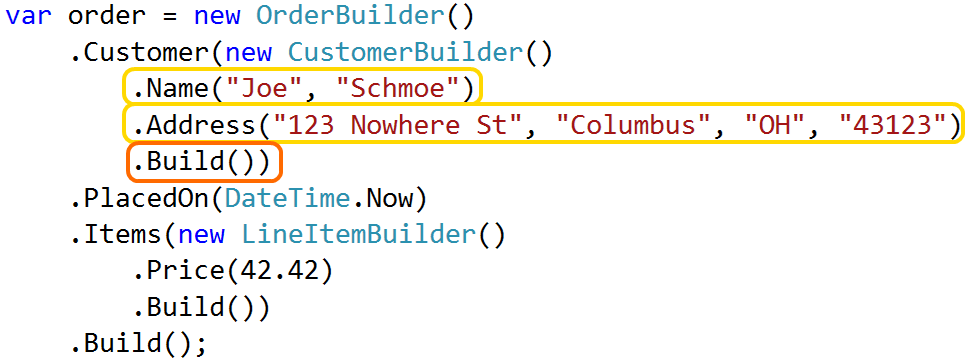 var order = new OrderBuilder()
    .Customer(new CustomerBuilder()
        .Name("Joe", "Schmoe")
        .Address("123 Nowhere St", "Columbus", "OH", "43123")
        .Build())
    .PlacedOn(DateTime.Now)
    .Items(new LineItemBuilder()
        .Price(42.42)
        .Build())
    .Build();